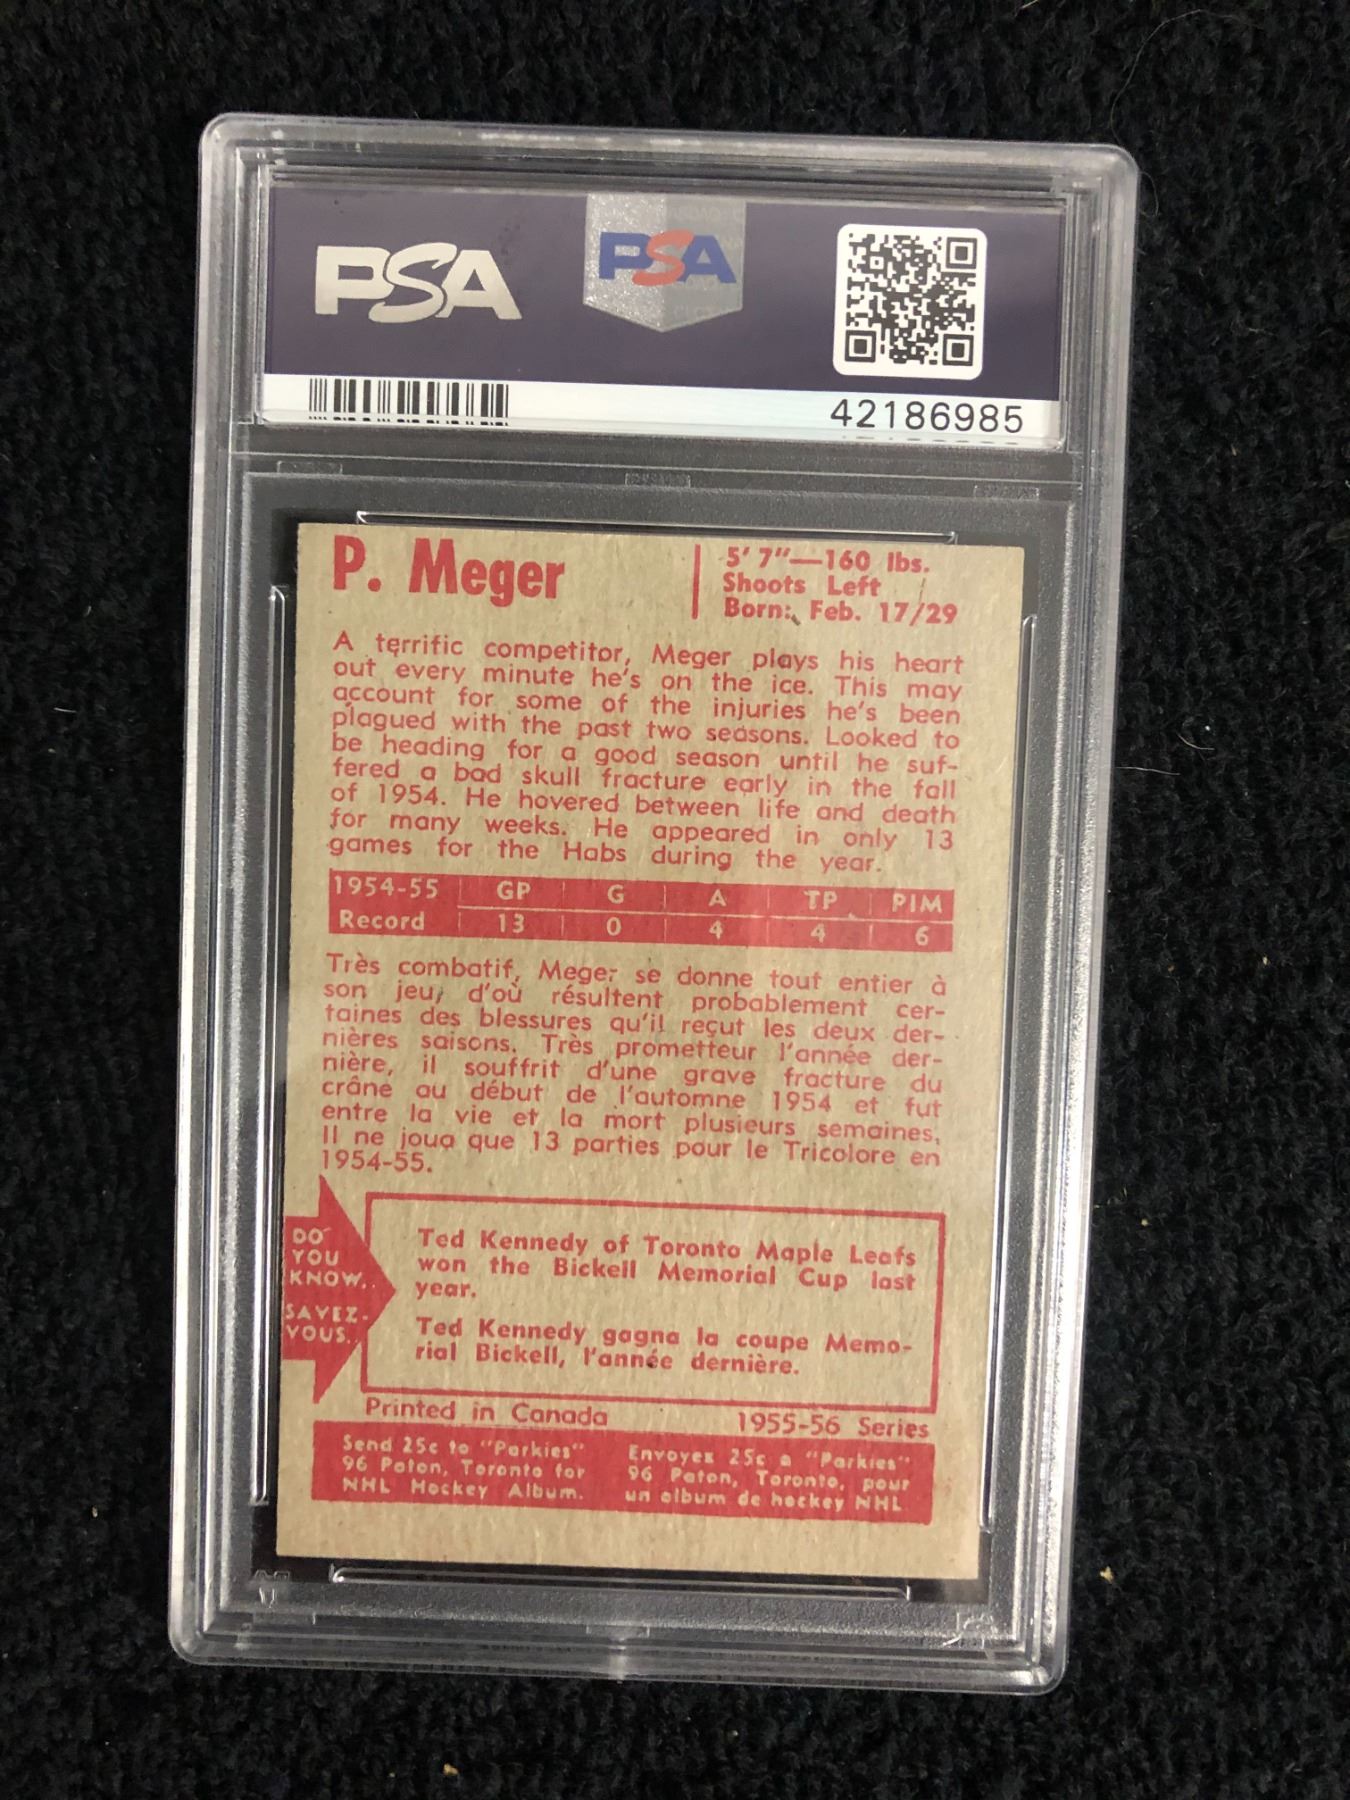 PSA
PSA
42186985
P. Meger
5' 7"—160 lbs.
Shoots Left
Born: Feb. 17/29
A terrific competitor, Meger plays his heart
out every minute he's on the ice. This may
account for some of the injuries he's been
plagued with the past two seasons. Looked to
be heading for a good season until he suf-
fered a bad skull fracture early in the fall
of 1954. He hovered between life and death
for many weeks. He appeared in only 13
games for the Habs during the year.
1954-55 GP G A TP PIM
Record 13 0 4 4 6
Très combatif, Meger se donne tout entier à
son jeu, d'où résultent probablement cer-
taines des blessures qu'il reçut les deux der-
nières saisons. Très prometteur l'année der-
nière, il souffrit d'une grave fracture du
crâne au début de l'automne 1954 et fut
entre la vie et la mort plusieurs semaines.
Il ne joua que 13 parties pour le Tricolore en
1954-55.
DO
YOU
KNOW..
SAVEZ-
VOUS.
Ted Kennedy of Toronto Maple Leafs
won the Bickell Memorial Cup last
year.
Ted Kennedy gagna la coupe Memo-
rial Bickell, l'année dernière.
Printed in Canada 1955-56 Series
Send 25c to "Parkies"
96 Paton, Toronto for
NHL Hockey Album.
Envoyez 25c a "Parkies"
96 Paton, Toronto, pour
un album de hockey NHL